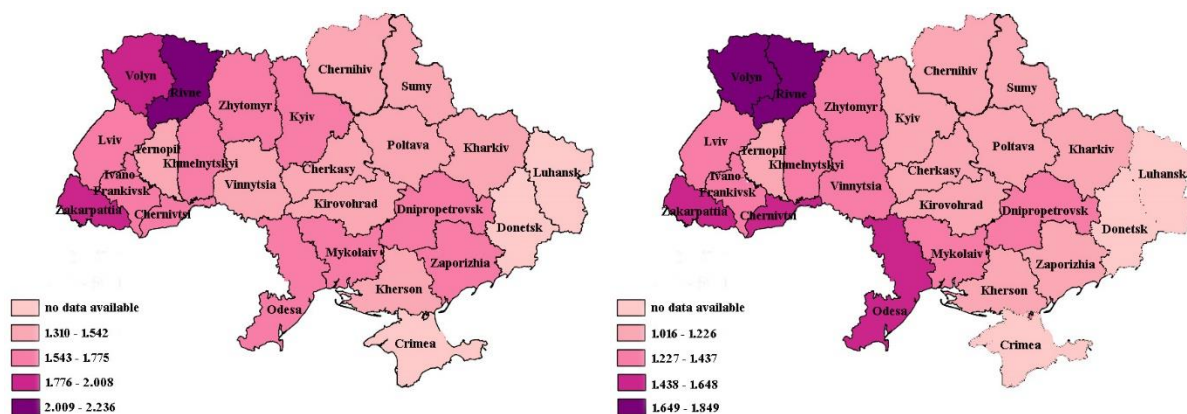 Volyn
Rivne
Zhytomyr
Kyiv
Chernihiv
Sumy
Lviv
Ternopil
Khmelnytskyi
Ivano
Frankivsk
Zakarpattia
Chernivtsi
Vinnytsia
Cherkasy
Poltava
Kharkiv
Luhansk
Kirovohrad
Dnipropetrovsk
Donetsk
Mykolaiv
Zaporizhia
Kherson
Odesa
Crimea
no data available
1.310 - 1.542
1.543 - 1.775
1.776 - 2.008
2.009 - 2.236
Volyn
Rivne
Zhytomyr
Kyiv
Chernihiv
Sumy
Lviv
Ternopil
Khmelnytskyi
Ivano
Frankivsk
Zakarpattia
Chernivtsi
Vinnytsia
Cherkasy
Poltava
Kharkiv
Luhansk
Kirovohrad
Dnipropetrovsk
Donetsk
Mykolaiv
Zaporizhia
Kherson
Odesa
Crimea
no data available
1.016 - 1.226
1.227 - 1.437
1.438 - 1.648
1.649 - 1.849